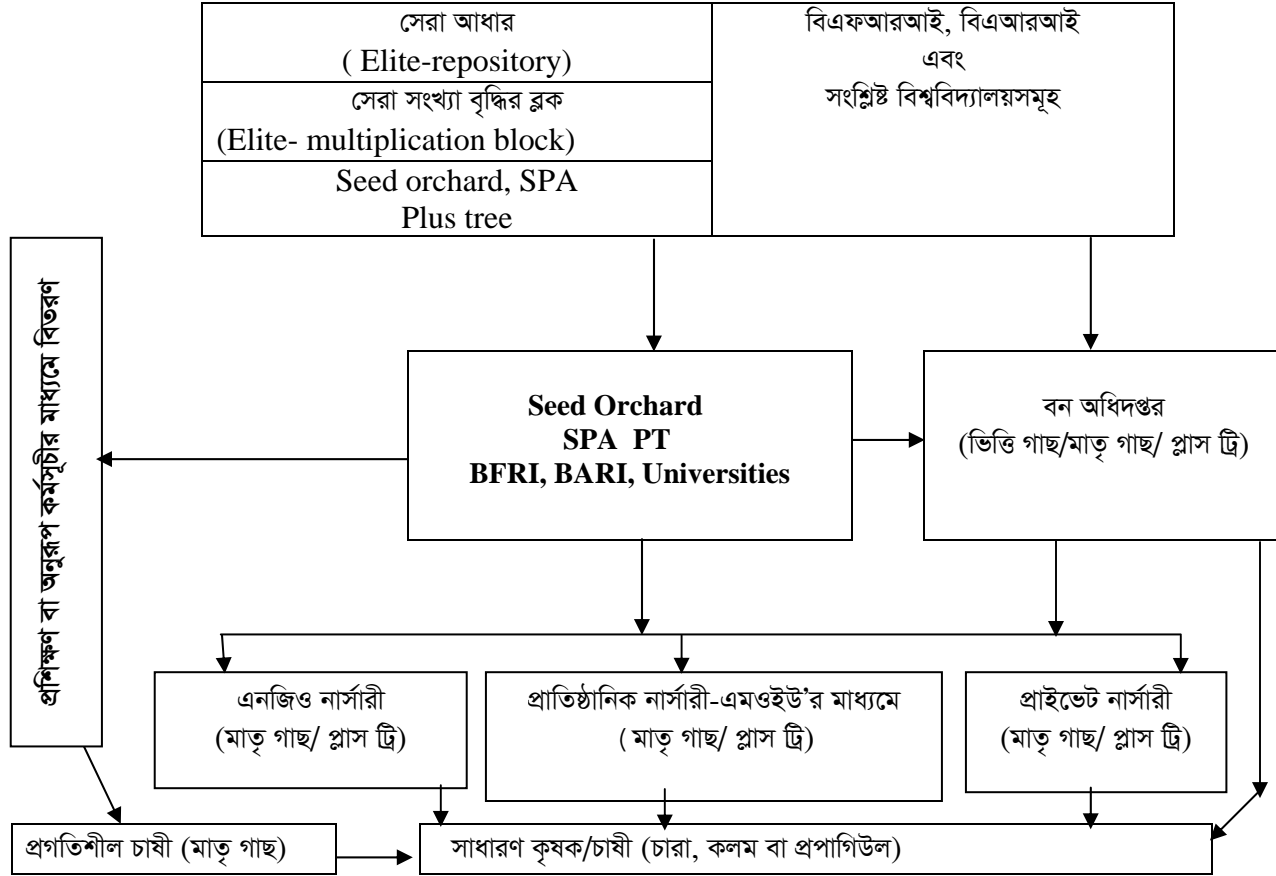 সেরা আধার
( Elite-repository)
সেরা সংখ্যা বৃদ্ধির ব্লক
(Elite- multiplication block)
Seed orchard, SPA
Plus tree
বিএফআরআই, বিএআরআই
এবং
সংশ্লিষ্ট বিশ্ববিদ্যালয়সমূহ
প্রশিক্ষণ বা অনুরূপ কর্মসূচীর মাধ্যমে বিতরণ
Seed Orchard
SPA PT
BFRI, BARI, Universities
বন অধিদপ্তর
(ভিত্তি গাছ/মাতৃ গাছ/ প্লাস ট্রি)
এনজিও নার্সারী
(মাতৃ গাছ/ প্লাস ট্রি)
প্রাতিষ্ঠানিক নার্সারী-এমওইউ’র মাধ্যমে
( মাতৃ গাছ/ প্লাস ট্রি)
প্রাইভেট নার্সারী
(মাতৃ গাছ/ প্লাস ট্রি)
প্রগতিশীল চাষী (মাতৃ গাছ)
সাধারণ কৃষক/চাষী (চারা, কলম বা প্রপাগিউল)